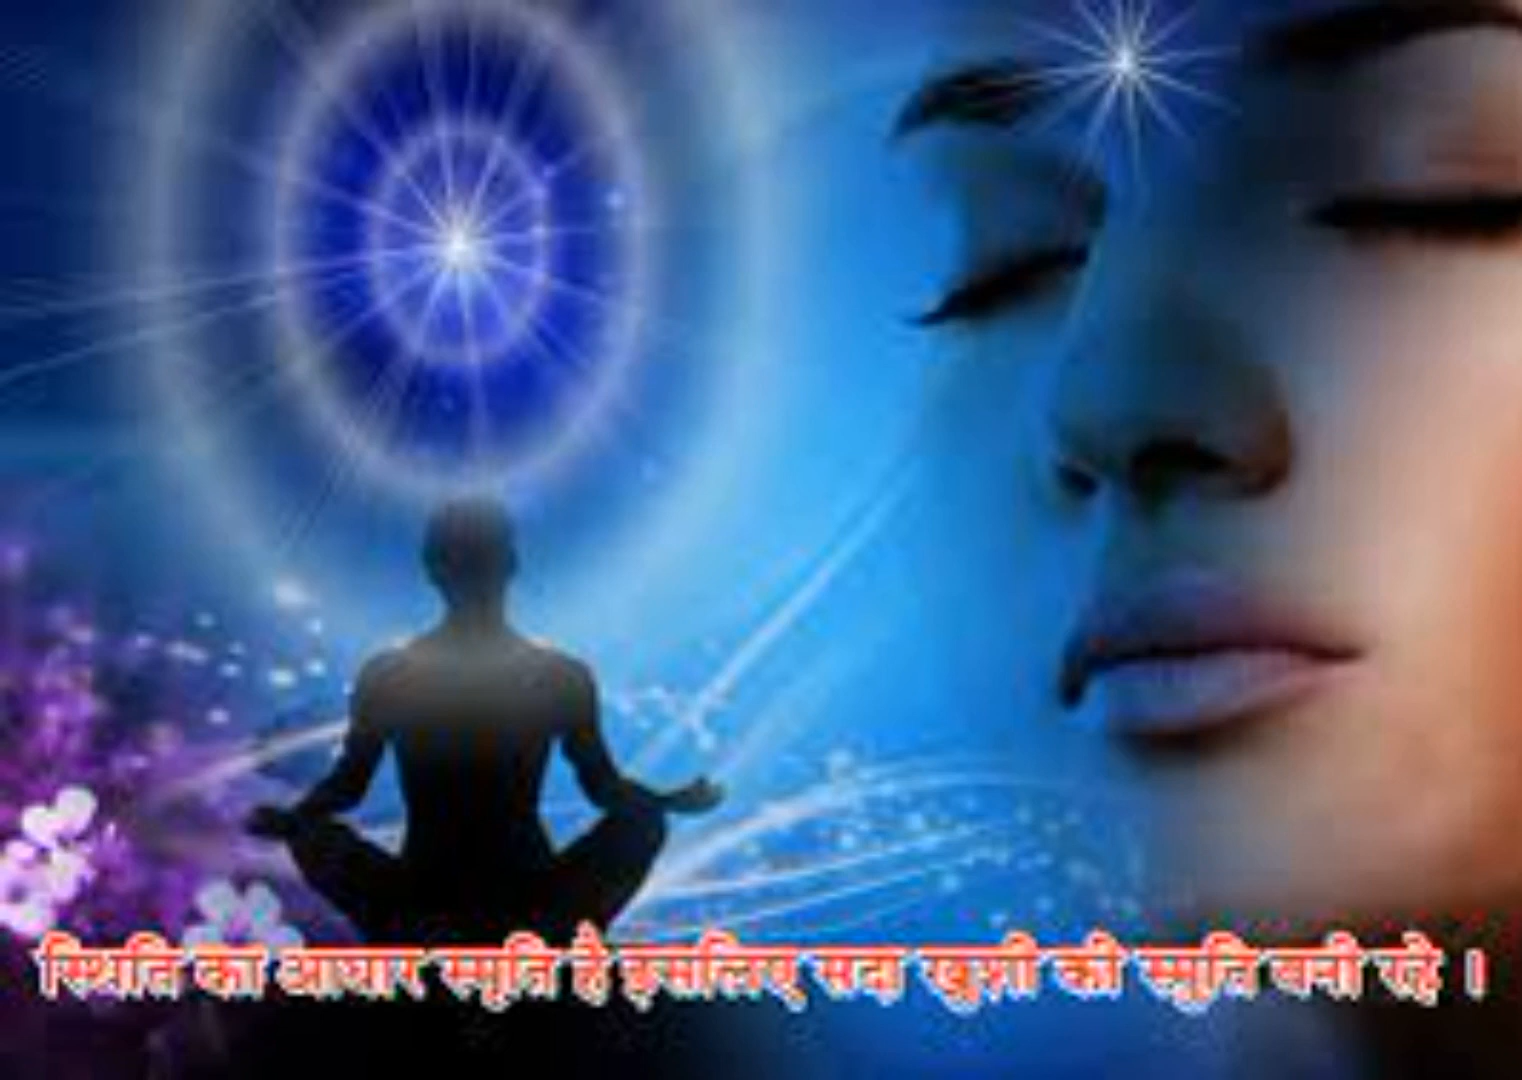 स्थिति का आधार स्मृति है इसलिए सदा खुशी की स्मृति बनी रहे ।